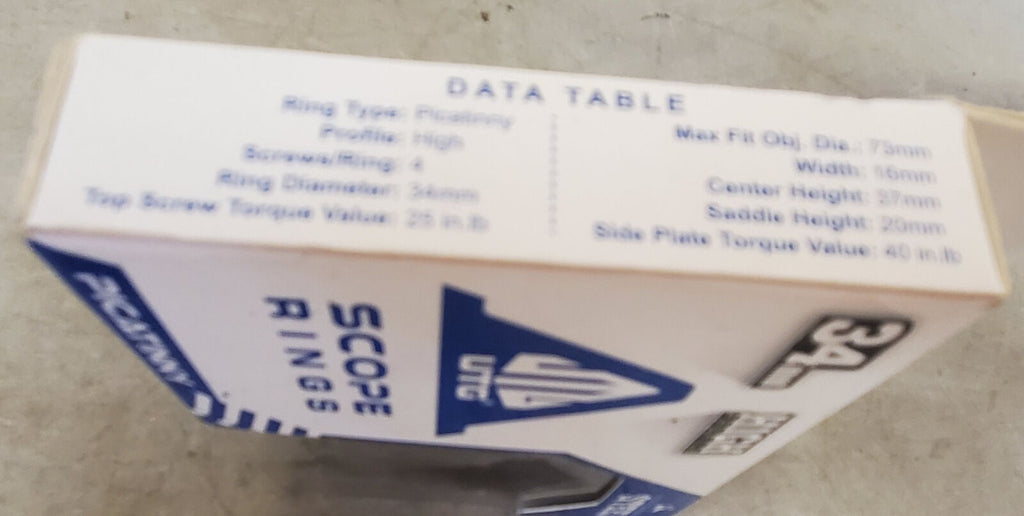 DATA TABLE
Ring Type: Picatinny
Profile: High
Screws/Ring: 4
Ring Diameter: 34mm
Top Screw Torque Value: 25 in.lb
Max Fit Obj. Dia.: 73mm
Width: 16mm
Center Height: 37mm
Saddle Height: 20mm
Side Plate Torque Value: 40 in.lb
PICATINNY
SCOPE
RINGS
UTG
34mm
HIGH